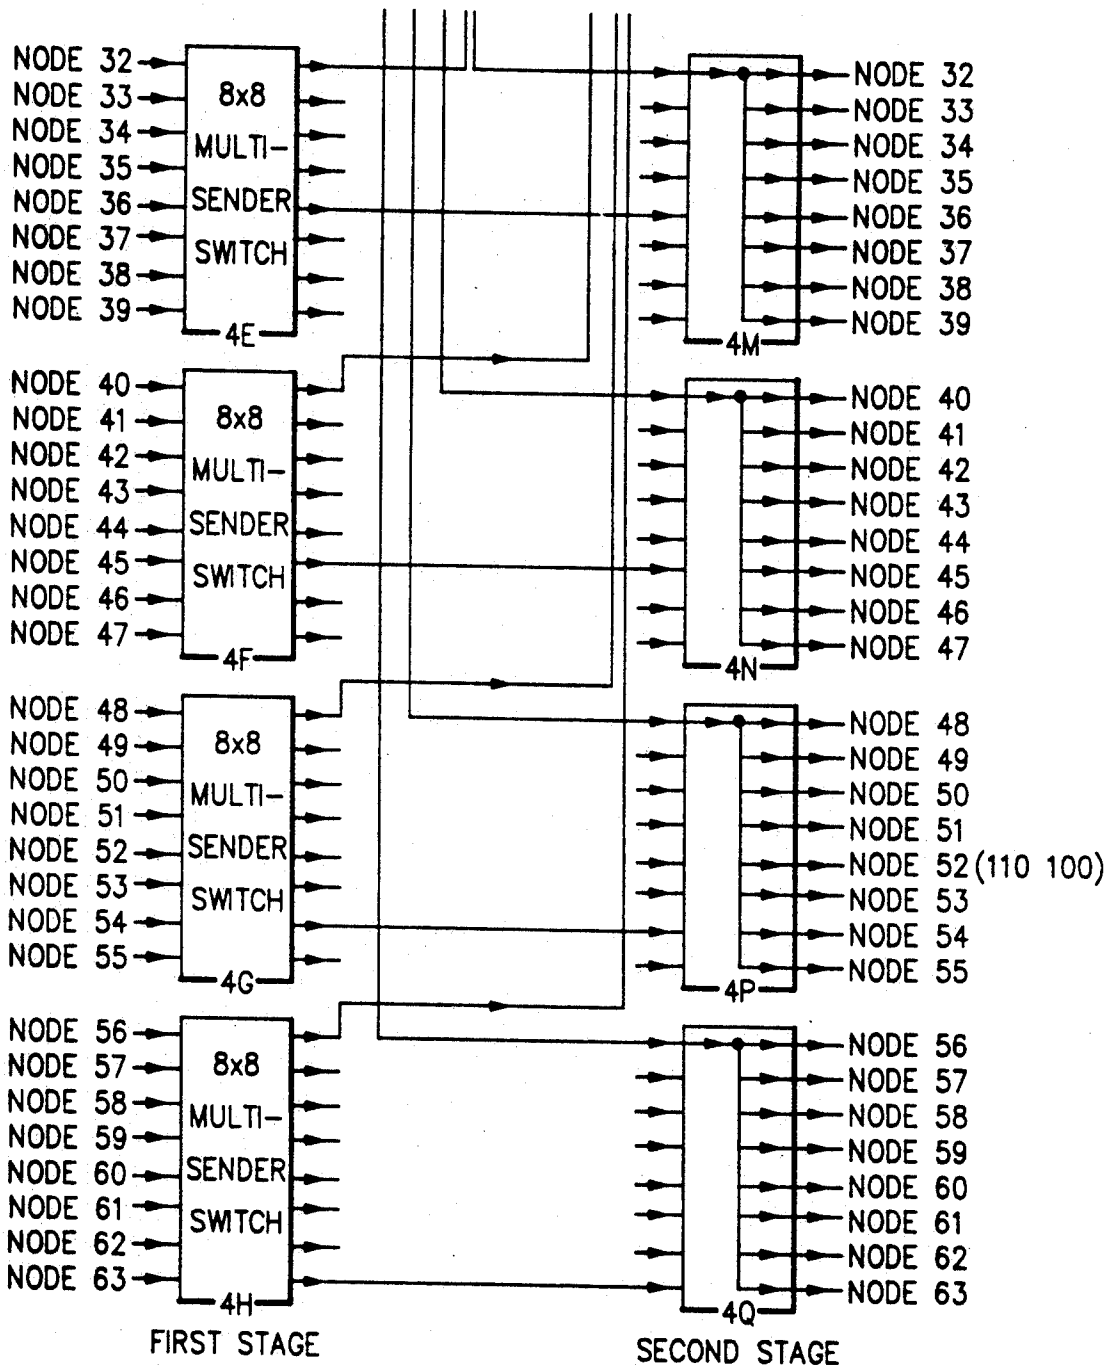 NODE 32
NODE 33
NODE 34
NODE 35
NODE 36
NODE 37
NODE 38
NODE 39
8x8
MULTI-
SENDER
SWITCH
4E
4M
NODE 32
NODE 33
NODE 34
NODE 35
NODE 36
NODE 37
NODE 38
NODE 39
NODE 40
NODE 41
NODE 42
NODE 43
NODE 44
NODE 45
NODE 46
NODE 47
8x8
MULTI-
SENDER
SWITCH
4F
4N
NODE 40
NODE 41
NODE 42
NODE 43
NODE 44
NODE 45
NODE 46
NODE 47
NODE 48
NODE 49
NODE 50
NODE 51
NODE 52
NODE 53
NODE 54
NODE 55
8x8
MULTI-
SENDER
SWITCH
4G
4P
NODE 48
NODE 49
NODE 50
NODE 51
NODE 52 (110 100)
NODE 53
NODE 54
NODE 55
NODE 56
NODE 57
NODE 58
NODE 59
NODE 60
NODE 61
NODE 62
NODE 63
8x8
MULTI-
SENDER
SWITCH
4H
4Q
NODE 56
NODE 57
NODE 58
NODE 59
NODE 60
NODE 61
NODE 62
NODE 63
FIRST STAGE
SECOND STAGE